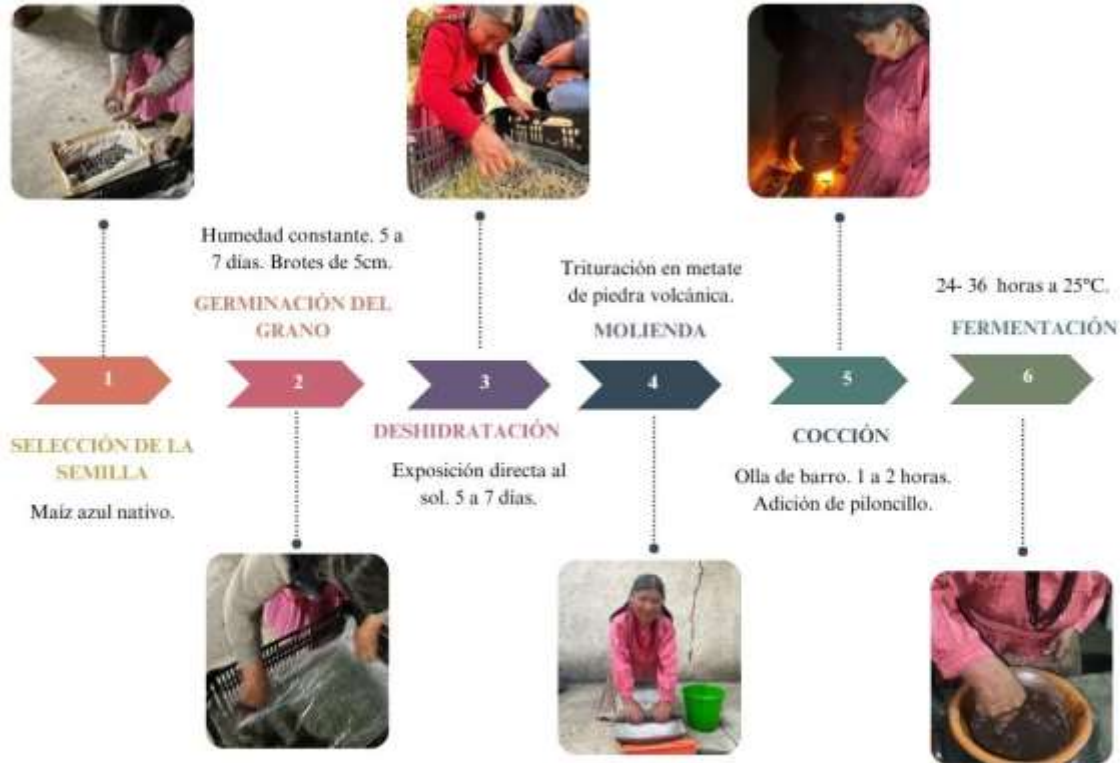 1
SELECCIÓN DE LA
SEMILLA
Maíz azul nativo.
Humedad constante. 5 a
7 días. Brotes de 5cm.
GERMINACIÓN DEL
GRANO
2
3
DESHIDRATACIÓN
Exposición directa al
sol. 5 a 7 días.
Trituración en metate
de piedra volcánica.
MOLIENDA
4
5
COCCIÓN
Olla de barro. 1 a 2 horas.
Adición de piloncillo.
24- 36 horas a 25°C.
FERMENTACIÓN
6